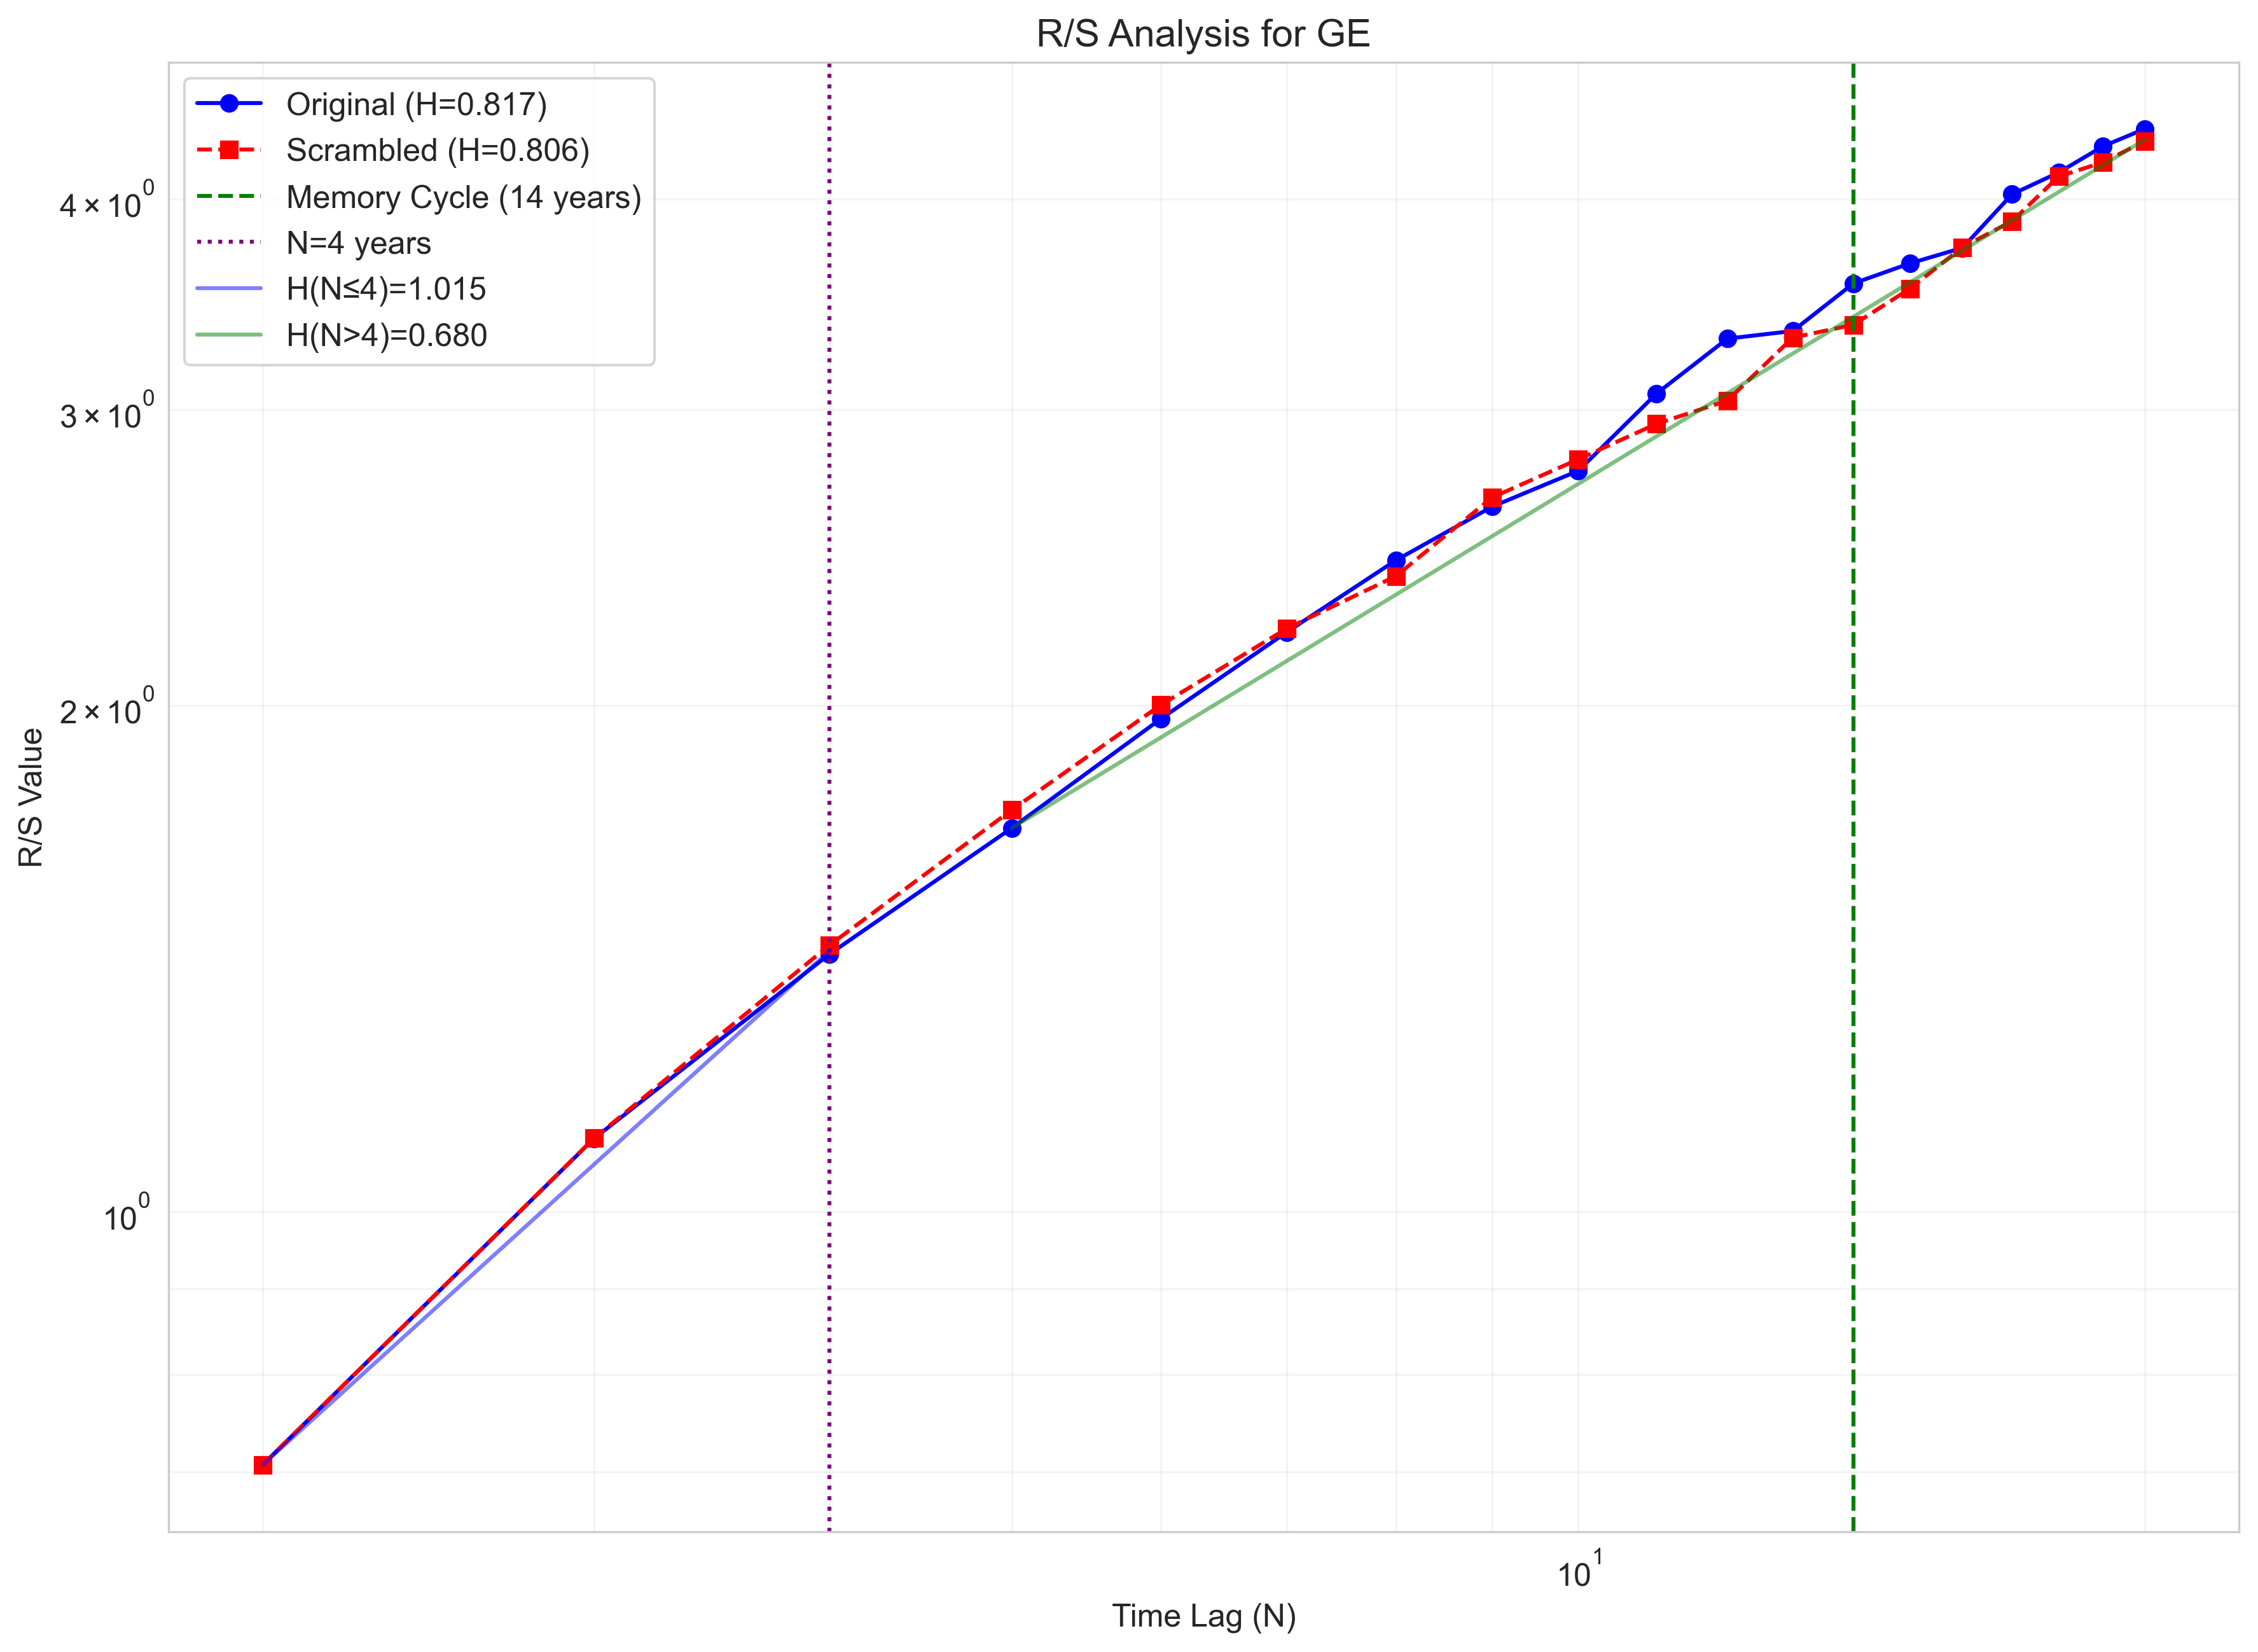 R/S Analysis for GE
Original (H=0.817)
Scrambled (H=0.806)
Memory Cycle (14 years)
N=4 years
H(N≤4)=1.015
H(N>4)=0.680
4 × 10⁰
3 × 10⁰
2 × 10⁰
10⁰
R/S Value
10¹
Time Lag (N)